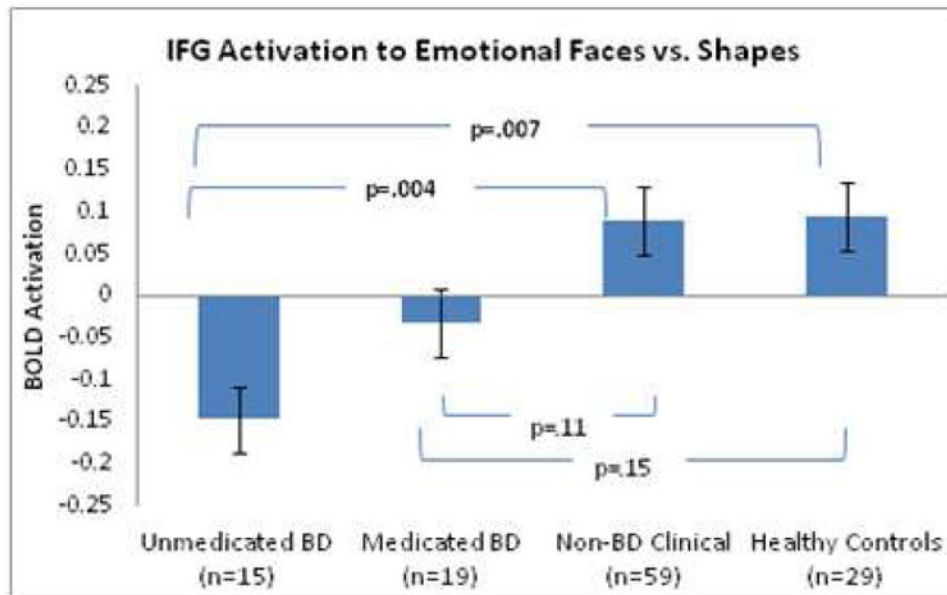 IFG Activation to Emotional Faces vs. Shapes
0.25
0.2
0.15
0.1
0.05
0
-0.05
-0.1
-0.15
-0.2
-0.25
BOLD Activation
p=.007
p=.004
p=.11
p=.15
Unmedicated BD Medicated BD Non-BD Clinical Healthy Controls
(n=15) (n=19) (n=59) (n=29)